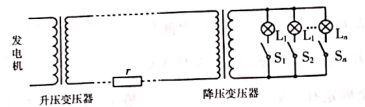 发电机
r
升压变压器
降压变压器
L₁ L₁ ··· Lₙ
S₁ S₂ Sₙ